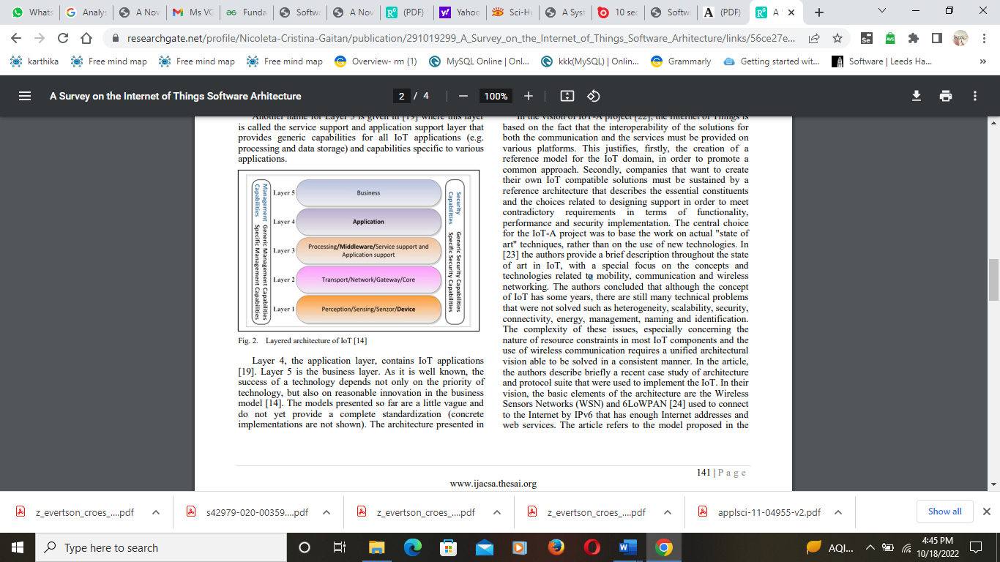 Whats
Analys
A Nov
Ms VG
Funda
Softwa
A Nov
(PDF)
Yahoo
Sci-Hu
A Syst
10 sec
Softw
(PDF)
A S
researchgate.net/profile/Nicoleta-Cristina-Gaitan/publication/291019299_A_Survey_on_the_Internet_of_Things_Software_Arhitecture/links/56ce27e...
karthika
Free mind map
Free mind map
Free mind map
Overview- rm (1)
MySQL Online | Onl...
kkk(MySQL) | Onlin...
Grammarly
Getting started wit...
Software | Leeds Ha...
A Survey on the Internet of Things Software Arhitecture
2 / 4
100%
Another name for Layer 3 is given in [19] where this layer
is called the service support and application support layer that
provides generic capabilities for all IoT applications (e.g.
processing and data storage) and capabilities specific to various
applications.
Management Capabilities
Generic Management Capabilities
Specific Management Capabilities
Layer 5
Business
Layer 4
Application
Layer 3
Processing/Middleware/Service support and
Application support
Layer 2
Transport/Network/Gateway/Core
Layer 1
Perception/Sensing/Senzor/Device
Security Capabilities
Generic Security Capabilities
Specific Security Capabilities
Fig. 2. Layered architecture of IoT [14]
Layer 4, the application layer, contains IoT applications
[19]. Layer 5 is the business layer. As it is well known, the
success of a technology depends not only on the priority of
technology, but also on reasonable innovation in the business
model [14]. The models presented so far are a little vague and
do not yet provide a complete standardization (concrete
implementations are not shown). The architecture presented in
In the vision of IoT-A project [22], the Internet of Things is
based on the fact that the interoperability of the solutions for
both the communication and the services must be provided on
various platforms. This justifies, firstly, the creation of a
reference model for the IoT domain, in order to promote a
common approach. Secondly, companies that want to create
their own IoT compatible solutions must be sustained by a
reference architecture that describes the essential constituents
and the choices related to designing support in order to meet
contradictory requirements in terms of functionality,
performance and security implementation. The central choice
for the IoT-A project was to base the work on actual "state of
art" techniques, rather than on the use of new technologies. In
[23] the authors provide a brief description throughout the state
of art in IoT, with a special focus on the concepts and
technologies related to mobility, communication and wireless
networking. The authors concluded that although the concept
of IoT has some years, there are still many technical problems
that were not solved such as heterogeneity, scalability, security,
connectivity, energy, management, naming and identification.
The complexity of these issues, especially concerning the
nature of resource constraints in most IoT components and the
use of wireless communication requires a unified architectural
vision able to be solved in a consistent manner. In the article,
the authors describe briefly a recent case study of architecture
and protocol suite that were used to implement the IoT. In their
vision, the basic elements of the architecture are the Wireless
Sensors Networks (WSN) and 6LoWPAN [24] used to connect
to the Internet by IPv6 that has enough Internet addresses and
web services. The article refers to the model proposed in the
141 | P a g e
www.ijacsa.thesai.org
z_evertson_croes_....pdf
s42979-020-00359....pdf
z_evertson_croes_....pdf
z_evertson_croes_....pdf
applsci-11-04955-v2.pdf
Show all
Type here to search
AQI...
4:45 PM
10/18/2022